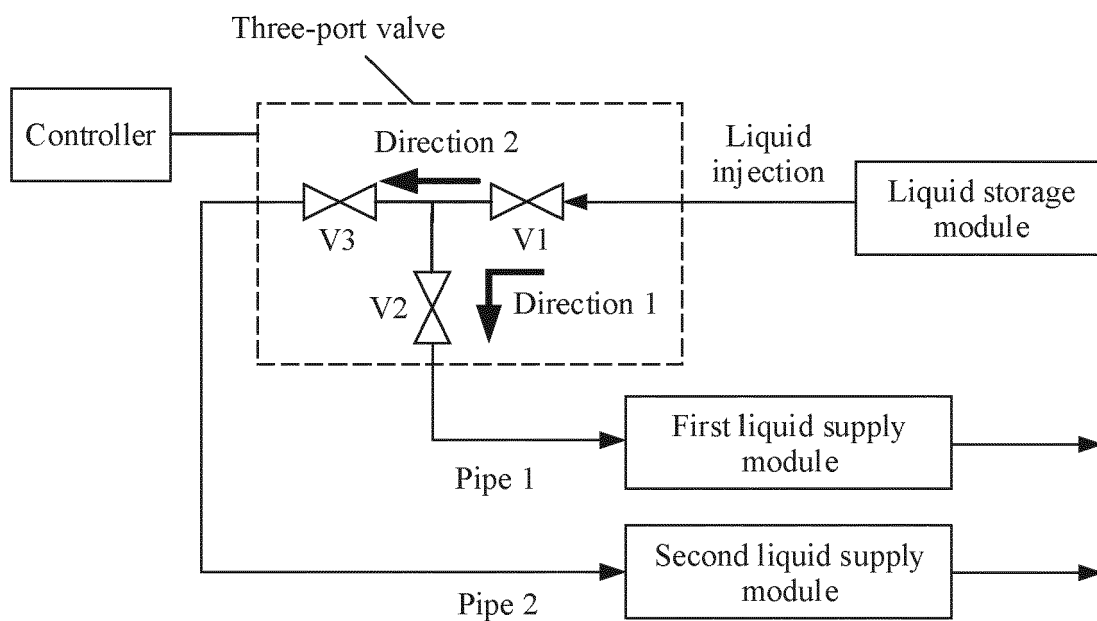 Three-port valve
Controller
Direction 2
Liquid
injection
Liquid storage
module
V3
V1
V2
Direction 1
First liquid supply
module
Pipe 1
Second liquid supply
module
Pipe 2